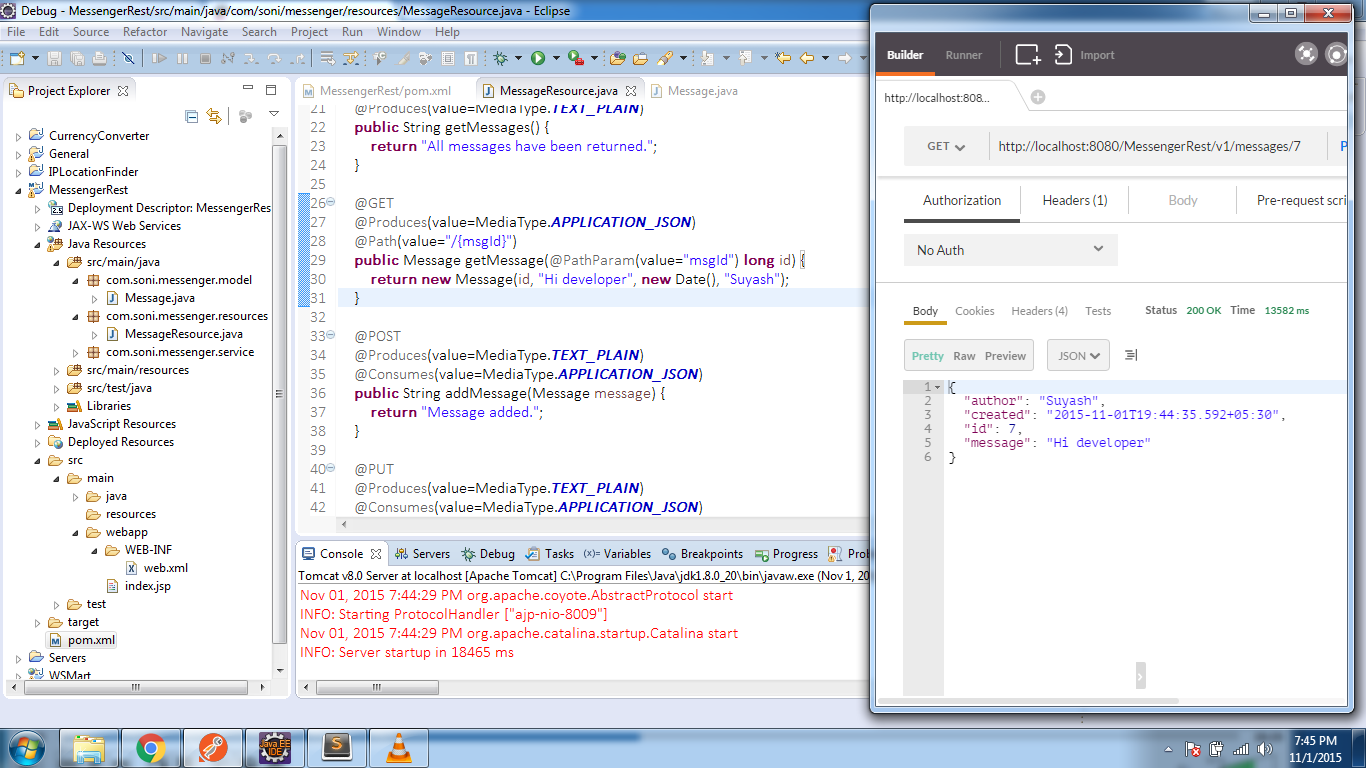 Debug - MessengerRest/src/main/java/com/soni/messenger/resources/MessageResource.java - Eclipse
File Edit Source Refactor Navigate Search Project Run Window Help
Project Explorer
CurrencyConverter
General
IPLocationFinder
MessengerRest
Deployment Descriptor: MessengerRes
JAX-WS Web Services
Java Resources
src/main/java
com.soni.messenger.model
Message.java
com.soni.messenger.resources
MessageResource.java
com.soni.messenger.service
src/main/resources
src/test/java
Libraries
JavaScript Resources
Deployed Resources
src
main
java
resources
webapp
WEB-INF
web.xml
index.jsp
test
target
pom.xml
Servers
WSMart
MessengerRest/pom.xml MessageResource.java Message.java
21 @Produces(value=MediaType.TEXT_PLAIN)
22 public String getMessages() {
23 return "All messages have been returned.";
24 }
25
26 @GET
27 @Produces(value=MediaType.APPLICATION_JSON)
28 @Path(value="/{msgId}")
29 public Message getMessage(@PathParam(value="msgId") long id) {
30 return new Message(id, "Hi developer", new Date(), "Suyash");
31 }
32
33 @POST
34 @Produces(value=MediaType.TEXT_PLAIN)
35 @Consumes(value=MediaType.APPLICATION_JSON)
36 public String addMessage(Message message) {
37 return "Message added.";
38 }
39
40 @PUT
41 @Produces(value=MediaType.TEXT_PLAIN)
42 @Consumes(value=MediaType.APPLICATION_JSON)
Console Servers Debug Tasks (x)= Variables Breakpoints Progress Prob
Tomcat v8.0 Server at localhost [Apache Tomcat] C:\Program Files\Java\jdk1.8.0_20\bin\javaw.exe (Nov 1, 20
Nov 01, 2015 7:44:29 PM org.apache.coyote.AbstractProtocol start
INFO: Starting ProtocolHandler ["ajp-nio-8009"]
Nov 01, 2015 7:44:29 PM org.apache.catalina.startup.Catalina start
INFO: Server startup in 18465 ms
Builder Runner Import
http://localhost:808...
GET http://localhost:8080/MessengerRest/v1/messages/7 P
Authorization Headers (1) Body Pre-request scri
No Auth
Body Cookies Headers (4) Tests Status 200 OK Time 13582 ms
Pretty Raw Preview JSON
1 {
2 "author": "Suyash",
3 "created": "2015-11-01T19:44:35.592+05:30",
4 "id": 7,
5 "message": "Hi developer"
6 }
Java EE
IDE
S
7:45 PM
11/1/2015